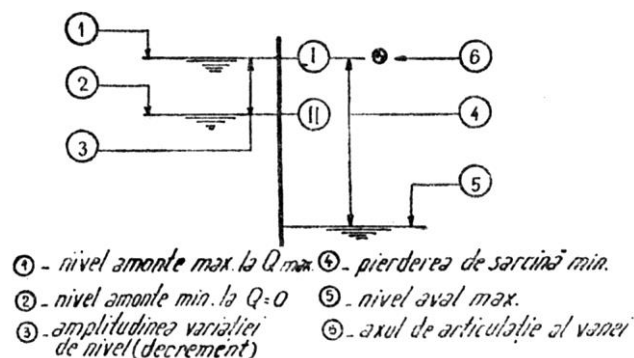 1
I
6
2
II
4
3
5
1 - nivel amonte max. la Q max.
2 - nivel amonte min. la Q=0
3 - amplitudinea variatiei
de nivel (decrement)
4 - pierderea de sarcină min.
5 - nivel aval max.
6 - axul de articulație al vanei